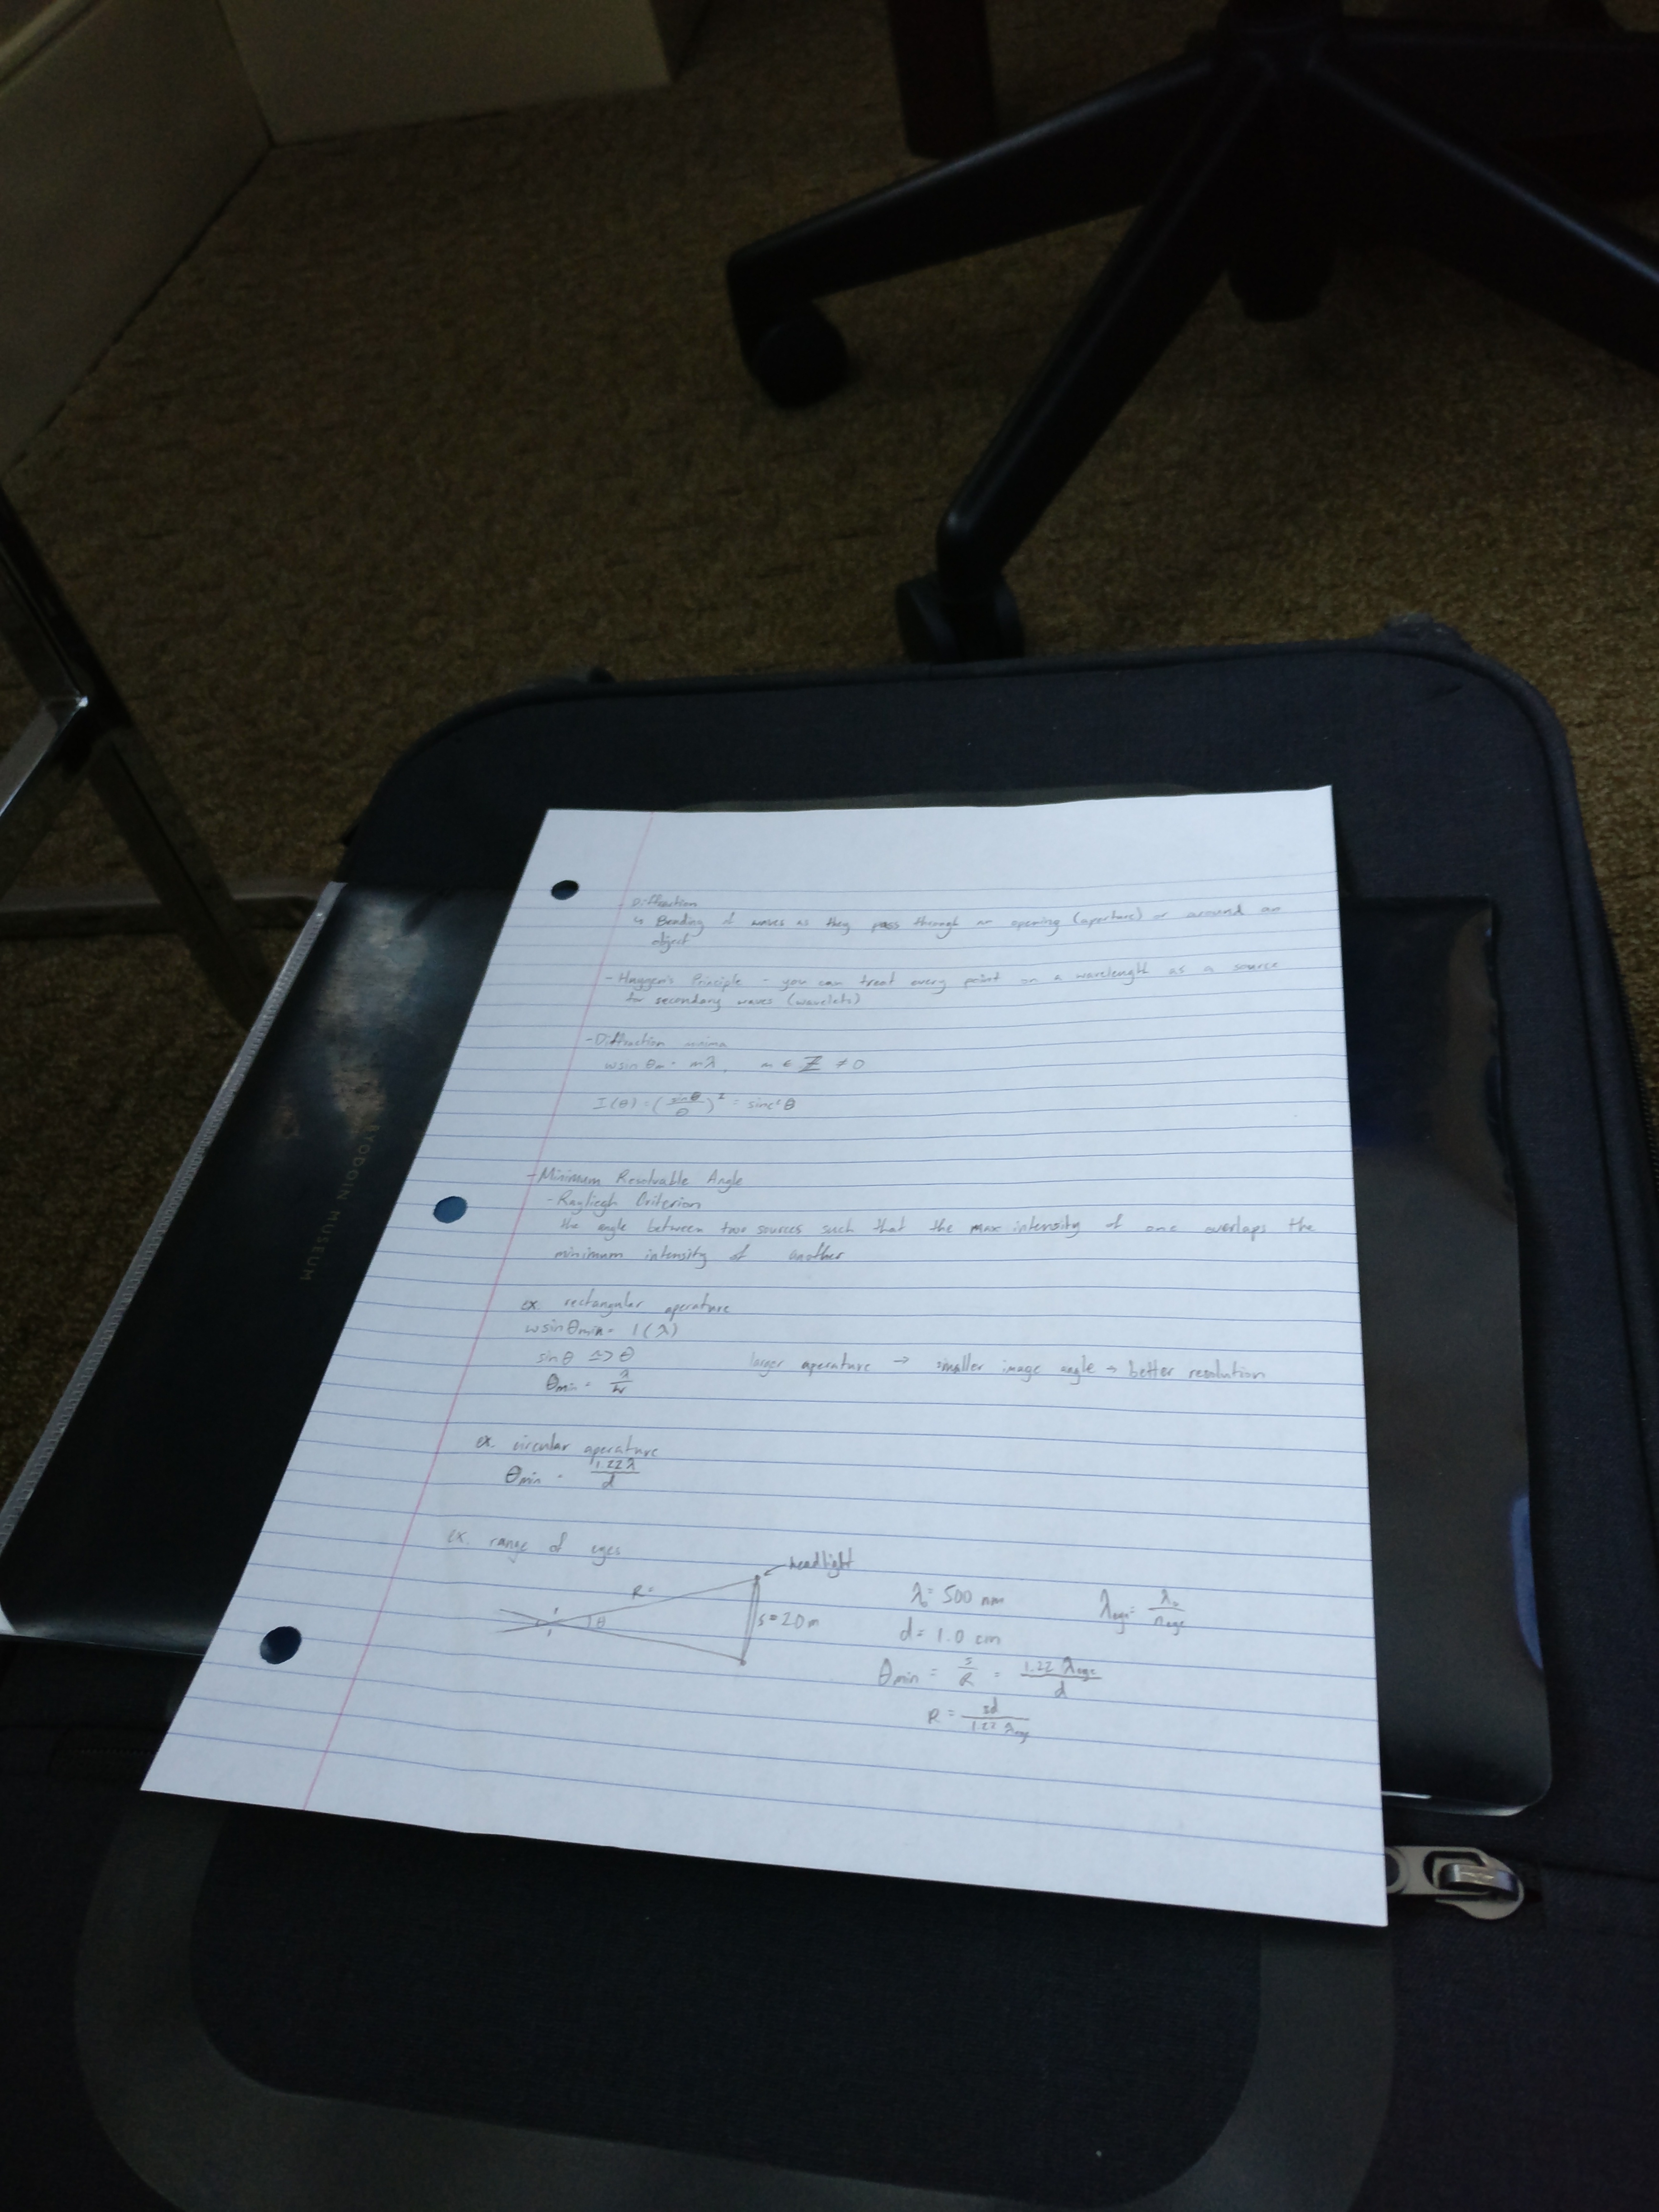 - Diffraction
↳ Bending of waves as they pass through an opening (aperture) or around an
object
- Huygen's Principle - you can treat every point on a wavelength as a source
for secondary waves (wavelets)
- Diffraction minima
w sin θm = mλ, m ∈ ℤ ≠ 0
I(θ) = (sinθ/θ)² = sinc²θ
- Minimum Resolvable Angle
- Rayliegh Criterion
the angle between two sources such that the max intensity of one overlaps the
minimum intensity of another
ex. rectangular aperature
w sin θmin = 1(λ)
sin θ ≃> θ
larger aperature → smaller image angle → better resolution
θmin = λ/w
ex. circular aperature
θmin = 1.22λ/d
ex. range of eyes
headlight
R =
θ
s = 2.0 m
λ₀ = 500 nm
λeye = λ₀/neye
d = 1.0 cm
θmin = s/R = 1.22 λeye/d
R = sd/1.22 λeye
RYODOIN MUSEUM